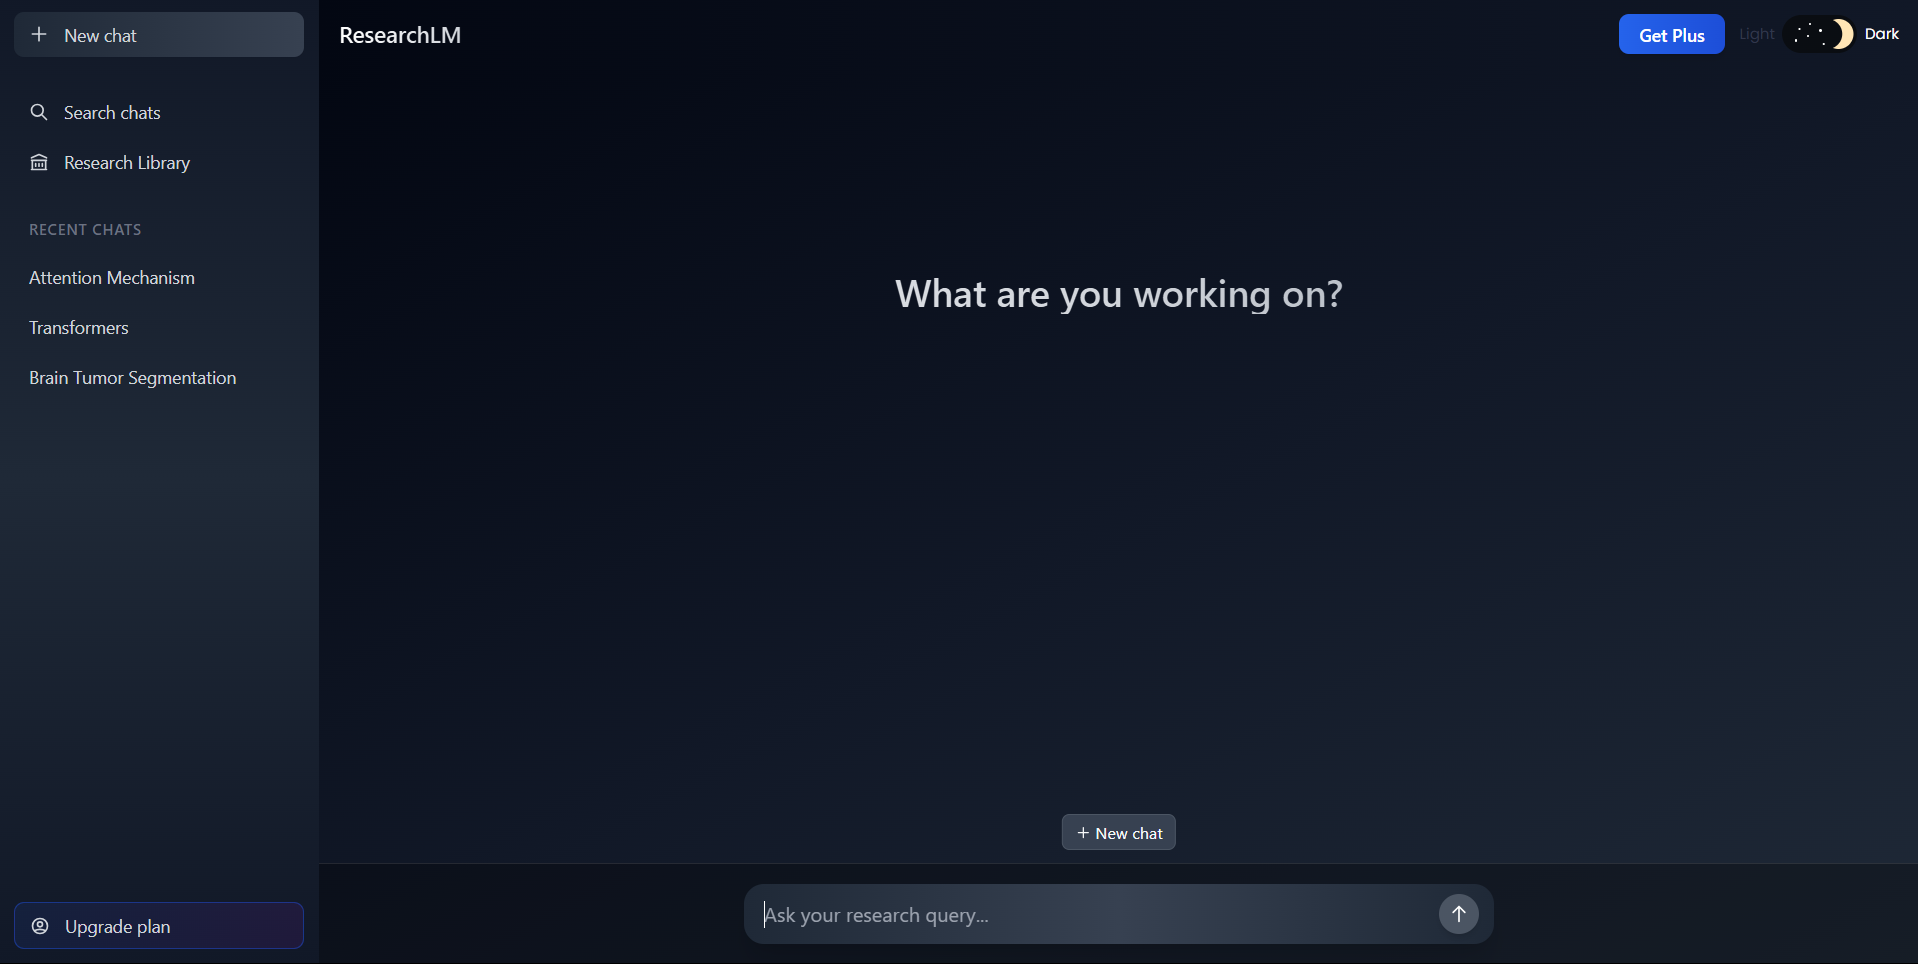 New chat
Search chats
Research Library
RECENT CHATS
Attention Mechanism
Transformers
Brain Tumor Segmentation
Upgrade plan
ResearchLM
Get Plus
Light
Dark
What are you working on?
+ New chat
Ask your research query...